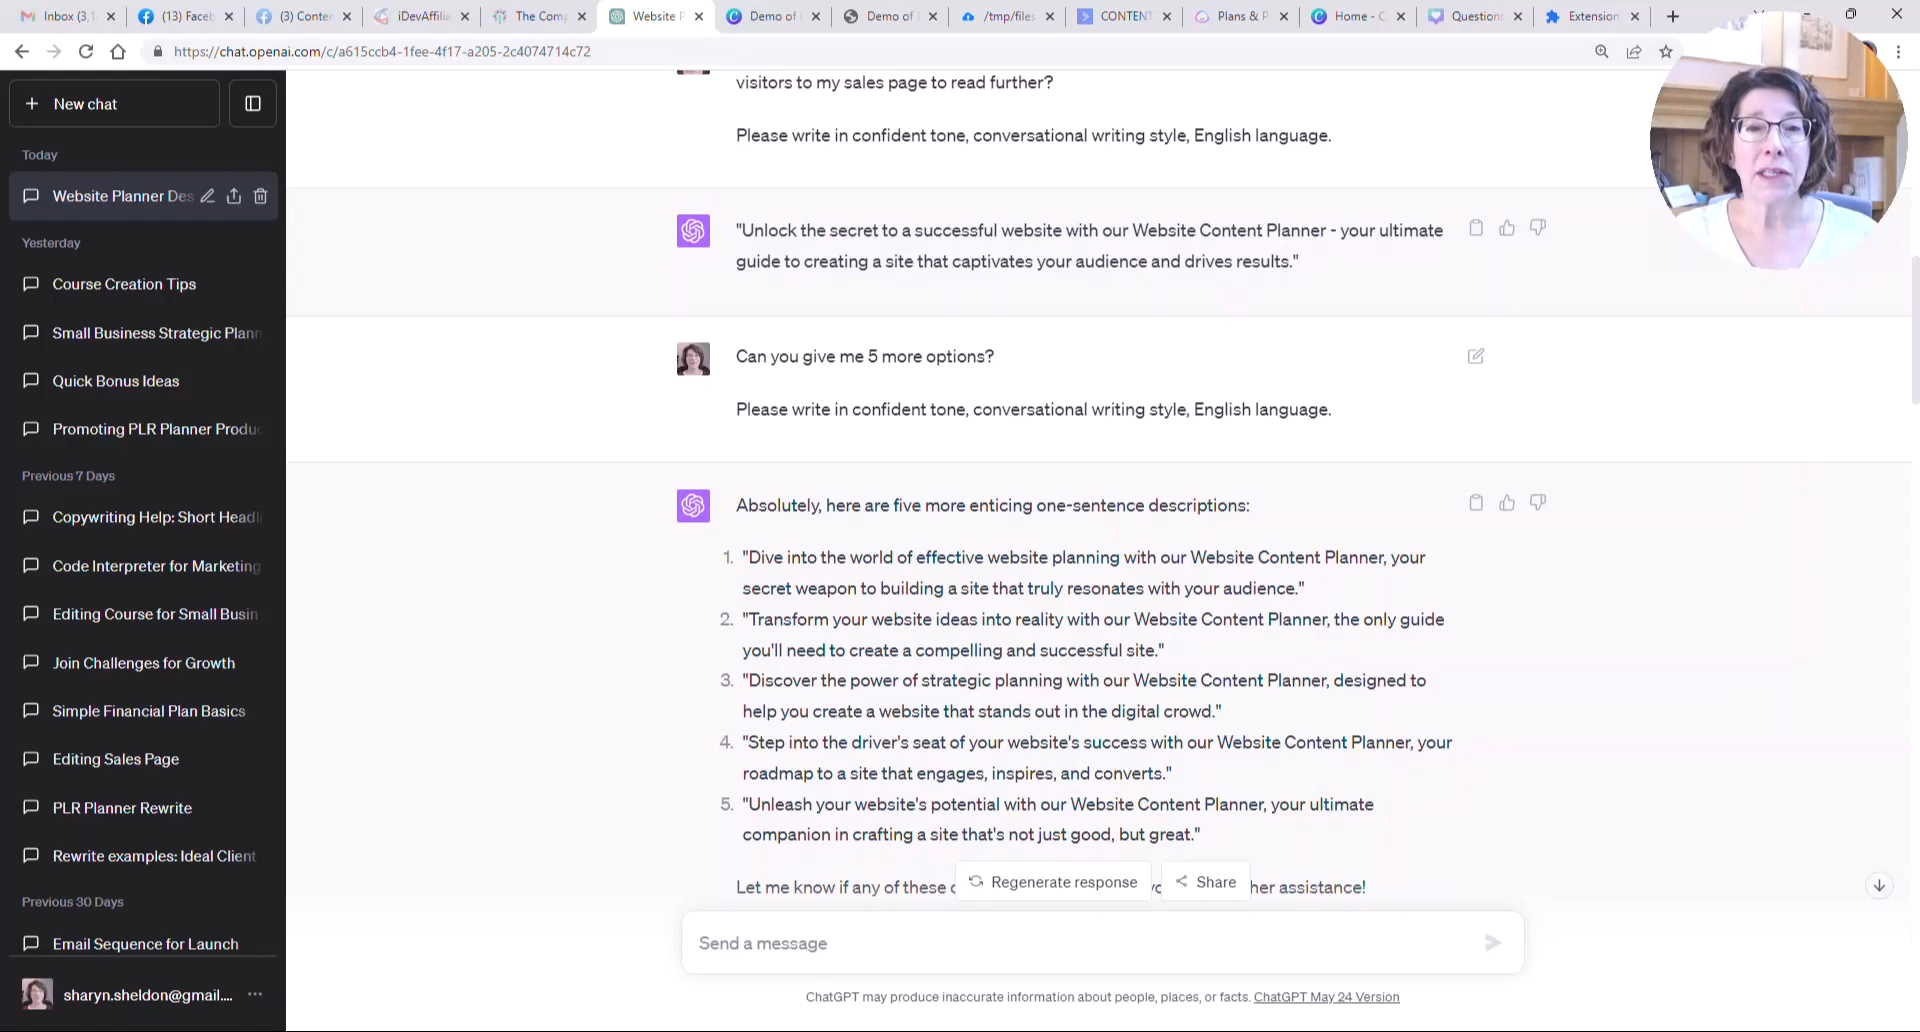 Inbox (3,1
(13) Faceb
(3) Conter
iDevAffilia
The Comp
Website P
Demo of
Demo of
/tmp/files
CONTENT
Plans & P
Home - C
Questions
Extension
https://chat.openai.com/c/a615ccb4-1fee-4f17-a205-2c4074714c72
New chat
Today
Website Planner Des
Yesterday
Course Creation Tips
Small Business Strategic Plann
Quick Bonus Ideas
Promoting PLR Planner Produc
Previous 7 Days
Copywriting Help: Short Headl
Code Interpreter for Marketing
Editing Course for Small Busin
Join Challenges for Growth
Simple Financial Plan Basics
Editing Sales Page
PLR Planner Rewrite
Rewrite examples: Ideal Client
Previous 30 Days
Email Sequence for Launch
sharyn.sheldon@gmail....
visitors to my sales page to read further?
Please write in confident tone, conversational writing style, English language.
"Unlock the secret to a successful website with our Website Content Planner - your ultimate
guide to creating a site that captivates your audience and drives results."
Can you give me 5 more options?
Please write in confident tone, conversational writing style, English language.
Absolutely, here are five more enticing one-sentence descriptions:
1. "Dive into the world of effective website planning with our Website Content Planner, your
secret weapon to building a site that truly resonates with your audience."
2. "Transform your website ideas into reality with our Website Content Planner, the only guide
you'll need to create a compelling and successful site."
3. "Discover the power of strategic planning with our Website Content Planner, designed to
help you create a website that stands out in the digital crowd."
4. "Step into the driver's seat of your website's success with our Website Content Planner, your
roadmap to a site that engages, inspires, and converts."
5. "Unleash your website's potential with our Website Content Planner, your ultimate
companion in crafting a site that's not just good, but great."
Let me know if any of these
her assistance!
Regenerate response
Share
Send a message
ChatGPT may produce inaccurate information about people, places, or facts. ChatGPT May 24 Version